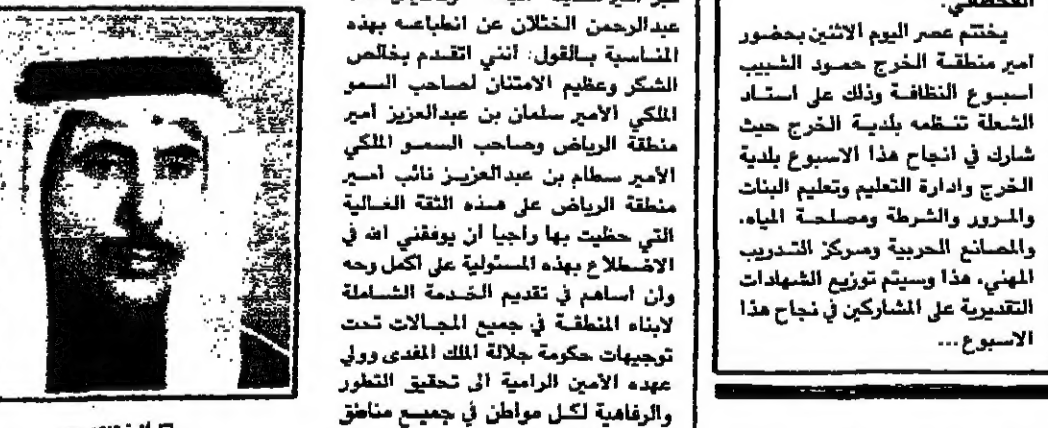 يختتم عصر اليوم الاثنين بحضور
امير منطقة الخرج حمود الشبيب
اسبوع النظافة وذلك على استاد
الشعلة تنظمه بلدية الخرج حيث
شارك في انجاح هذا الاسبوع بلدية
الخرج وادارة التعليم وتعليم البنات
والمرور والشرطة ومصلحة المياه.
والمصانع الحربية ومركز التدريب
المهني. هذا وسيتم توزيع الشهادات
التقديرية على المشاركين في نجاح هذا
الاسبوع...
عبدالرحمن الخثلان عن انطباعه بهذه
المناسبة بالقول: انني اتقدم بخالص
الشكر وعظيم الامتنان لصاحب السمو
الملكي الأمير سلمان بن عبدالعزيز امير
منطقة الرياض وصاحب السمو الملكي
الأمير سطام بن عبدالعزيز نائب امير
منطقة الرياض على هذه الثقة الغالية
التي حظيت بها راجيا ان يوفقني الله في
الاضطلاع بهذه المسئولية على اكمل وجه
وان اساهم في تقديم الخدمة الشاملة
لابناء المنطقة في جميع المجالات تحت
توجيهات حكومة جلالة الملك المفدى وولي
عهده الأمين الرامية الى تحقيق التطور
والرفاهية لكل مواطن في جميع مناطق